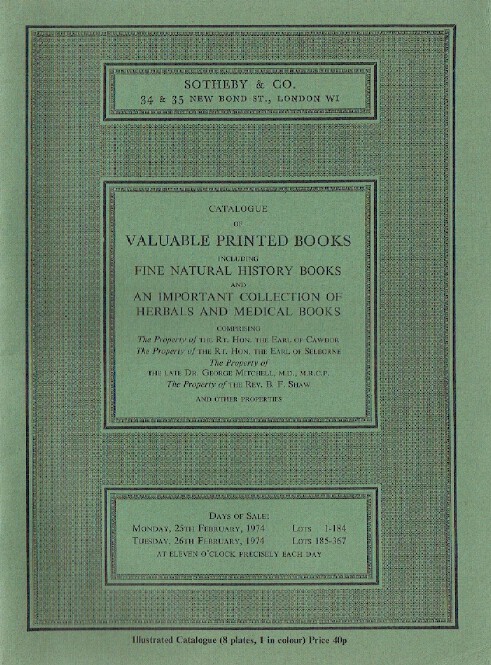 SOTHEBY & CO.
34 & 35 NEW BOND ST., LONDON W1
CATALOGUE
OF
VALUABLE PRINTED BOOKS
INCLUDING
FINE NATURAL HISTORY BOOKS
AND
AN IMPORTANT COLLECTION OF
HERBALS AND MEDICAL BOOKS
COMPRISING
The Property of THE RT. HON. THE EARL OF CAWDOR
The Property of THE RT. HON. THE EARL OF SELBORNE
The Property of
THE LATE DR. GEORGE MITCHELL, M.D., M.R.C.P.
The Property of THE REV. B. F. SHAW
AND OTHER PROPERTIES
DAYS OF SALE:
MONDAY, 25TH FEBRUARY, 1974 LOTS 1-184
TUESDAY, 26TH FEBRUARY, 1974 LOTS 185-367
AT ELEVEN O'CLOCK PRECISELY EACH DAY
Illustrated Catalogue (8 plates, 1 in colour) Price 40p